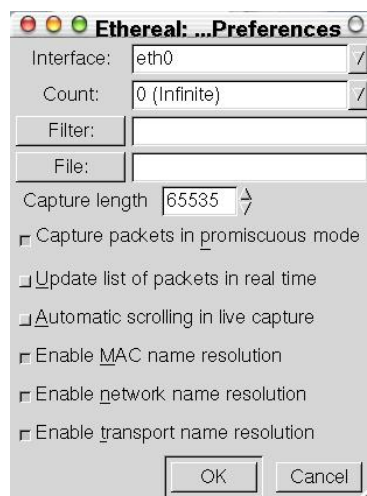 Ethereal: ...Preferences
Interface: eth0
Count: 0 (Infinite)
Filter:
File:
Capture length 65535
Capture packets in promiscuous mode
Update list of packets in real time
Automatic scrolling in live capture
Enable MAC name resolution
Enable network name resolution
Enable transport name resolution
OK Cancel